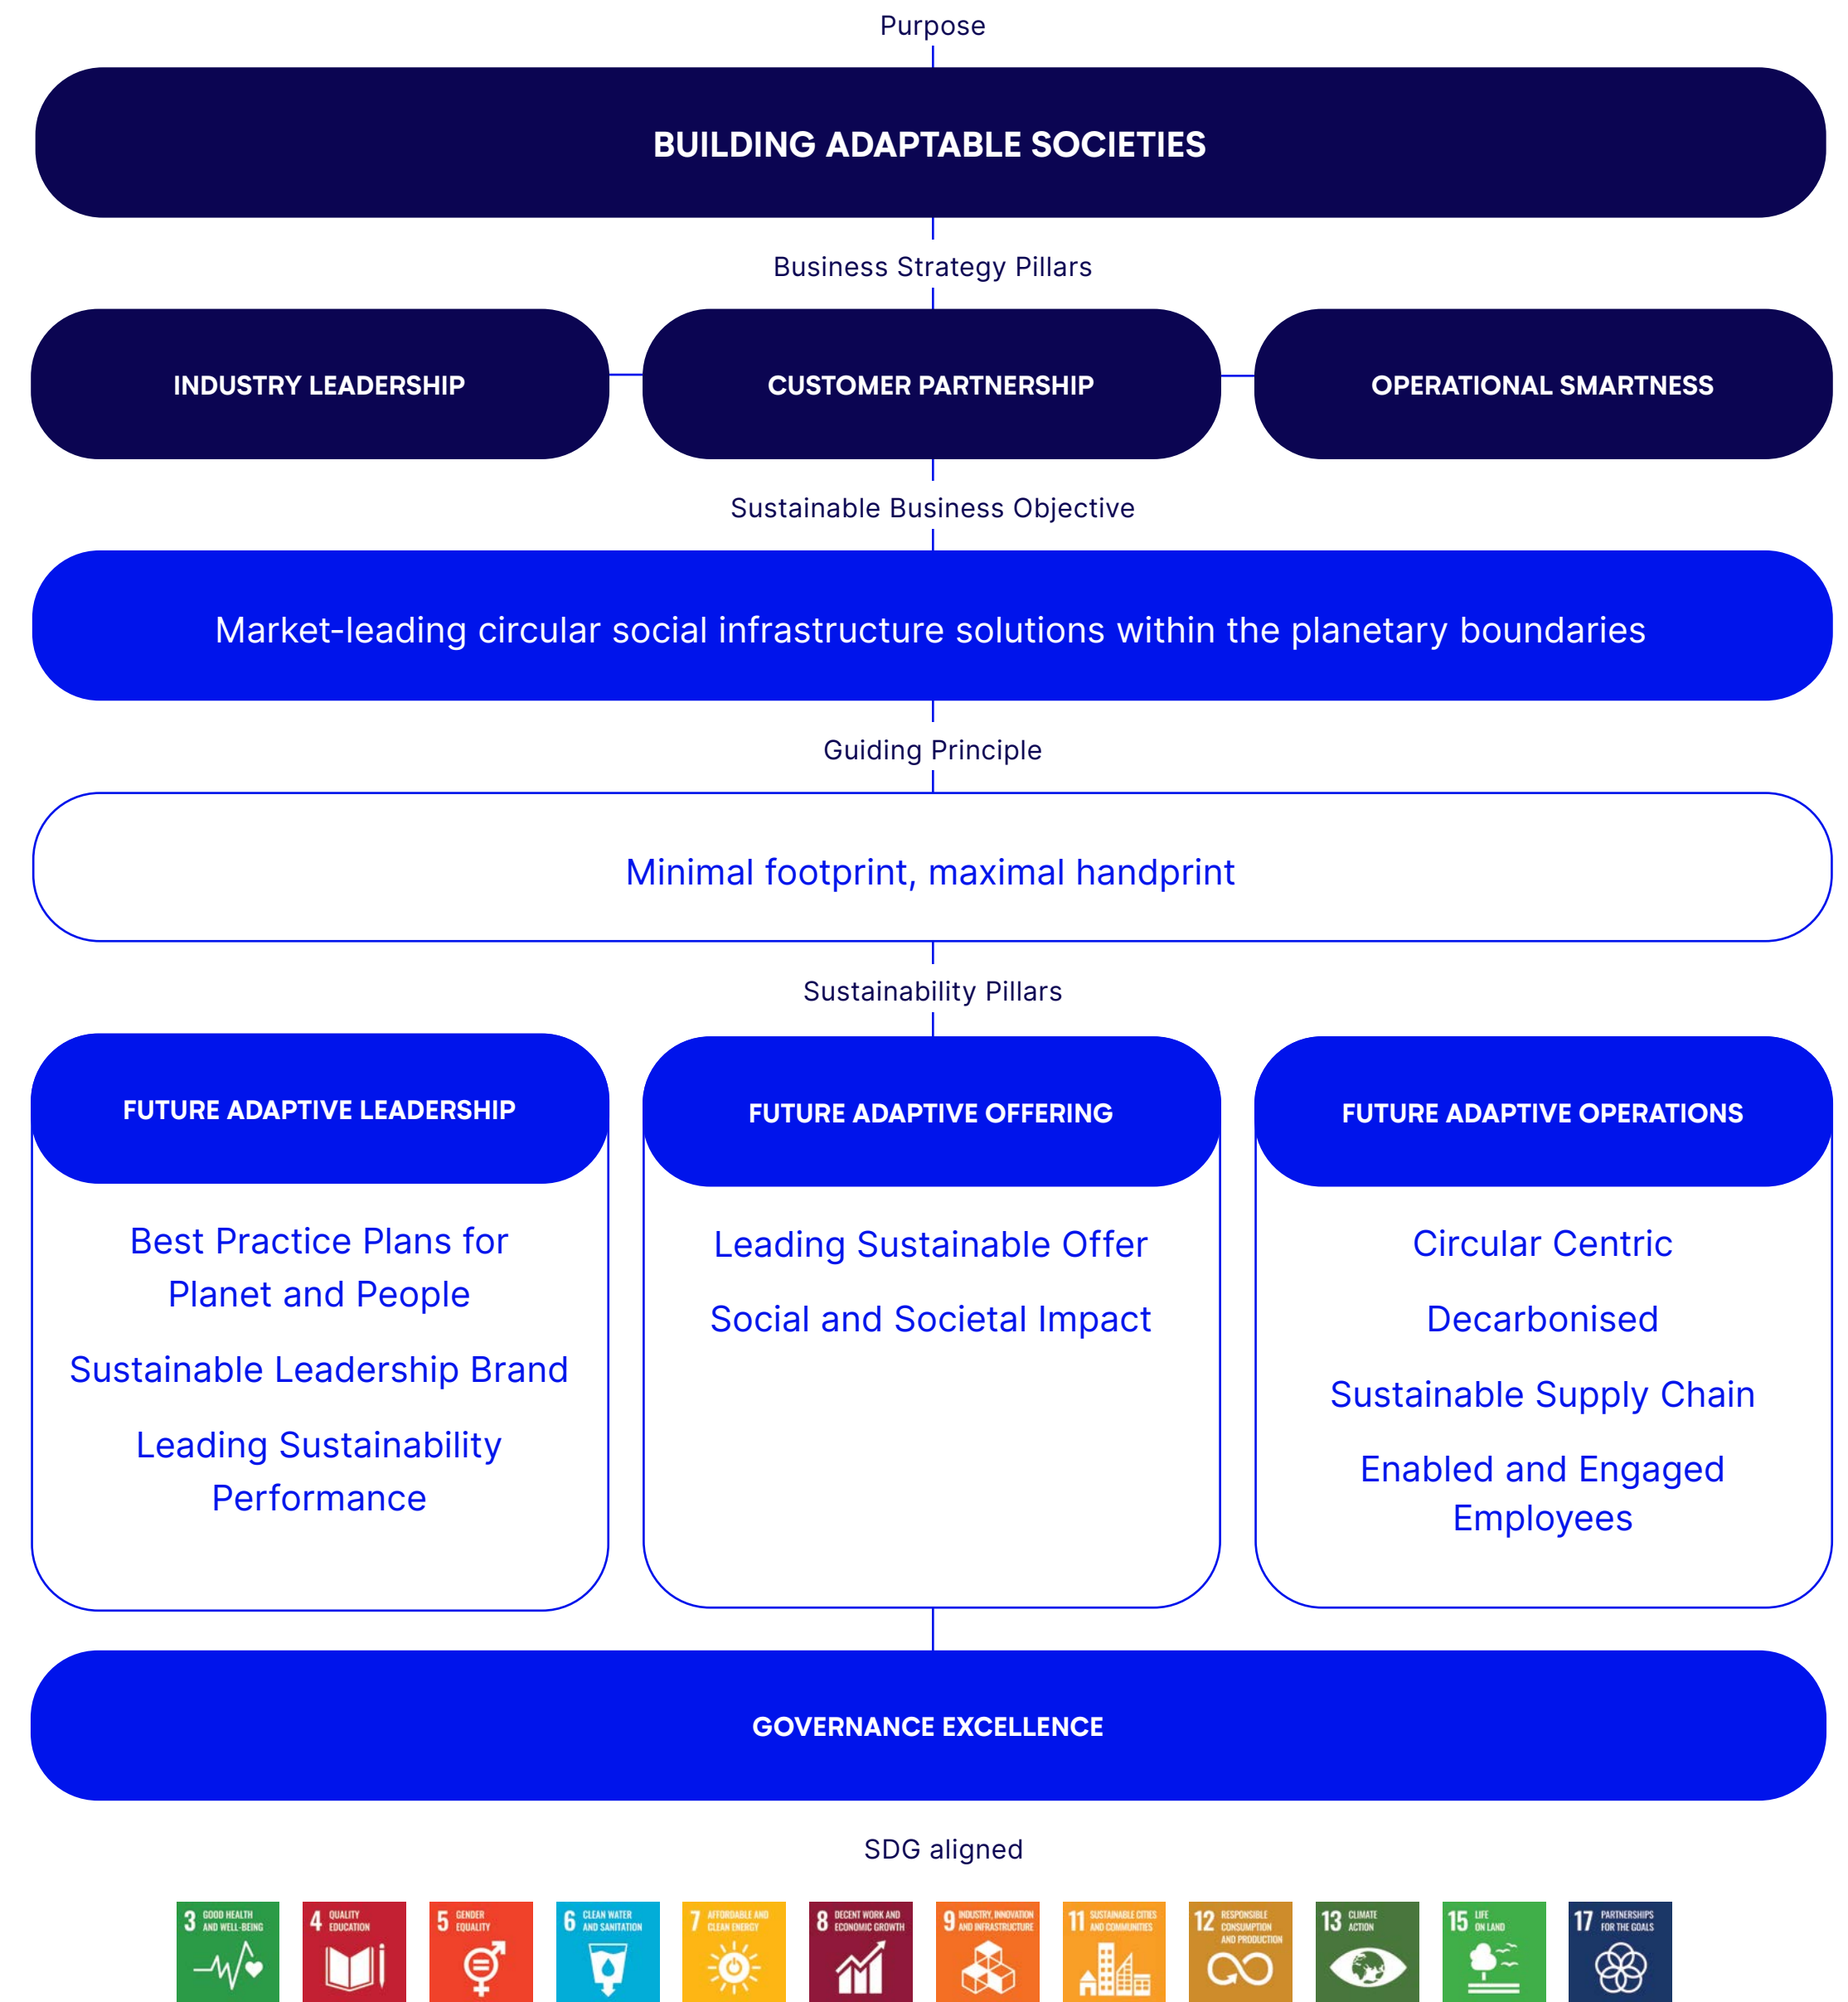 Purpose
BUILDING ADAPTABLE SOCIETIES
Business Strategy Pillars
INDUSTRY LEADERSHIP
CUSTOMER PARTNERSHIP
OPERATIONAL SMARTNESS
Sustainable Business Objective
Market-leading circular social infrastructure solutions within the planetary boundaries
Guiding Principle
Minimal footprint, maximal handprint
Sustainability Pillars
FUTURE ADAPTIVE LEADERSHIP
Best Practice Plans for
Planet and People
Sustainable Leadership Brand
Leading Sustainability
Performance
FUTURE ADAPTIVE OFFERING
Leading Sustainable Offer
Social and Societal Impact
FUTURE ADAPTIVE OPERATIONS
Circular Centric
Decarbonised
Sustainable Supply Chain
Enabled and Engaged
Employees
GOVERNANCE EXCELLENCE
SDG aligned
3 GOOD HEALTH
AND WELL-BEING
4 QUALITY
EDUCATION
5 GENDER
EQUALITY
6 CLEAN WATER
AND SANITATION
7 AFFORDABLE AND
CLEAN ENERGY
8 DECENT WORK AND
ECONOMIC GROWTH
9 INDUSTRY, INNOVATION
AND INFRASTRUCTURE
11 SUSTAINABLE CITIES
AND COMMUNITIES
12 RESPONSIBLE
CONSUMPTION
AND PRODUCTION
13 CLIMATE
ACTION
15 LIFE
ON LAND
17 PARTNERSHIPS
FOR THE GOALS